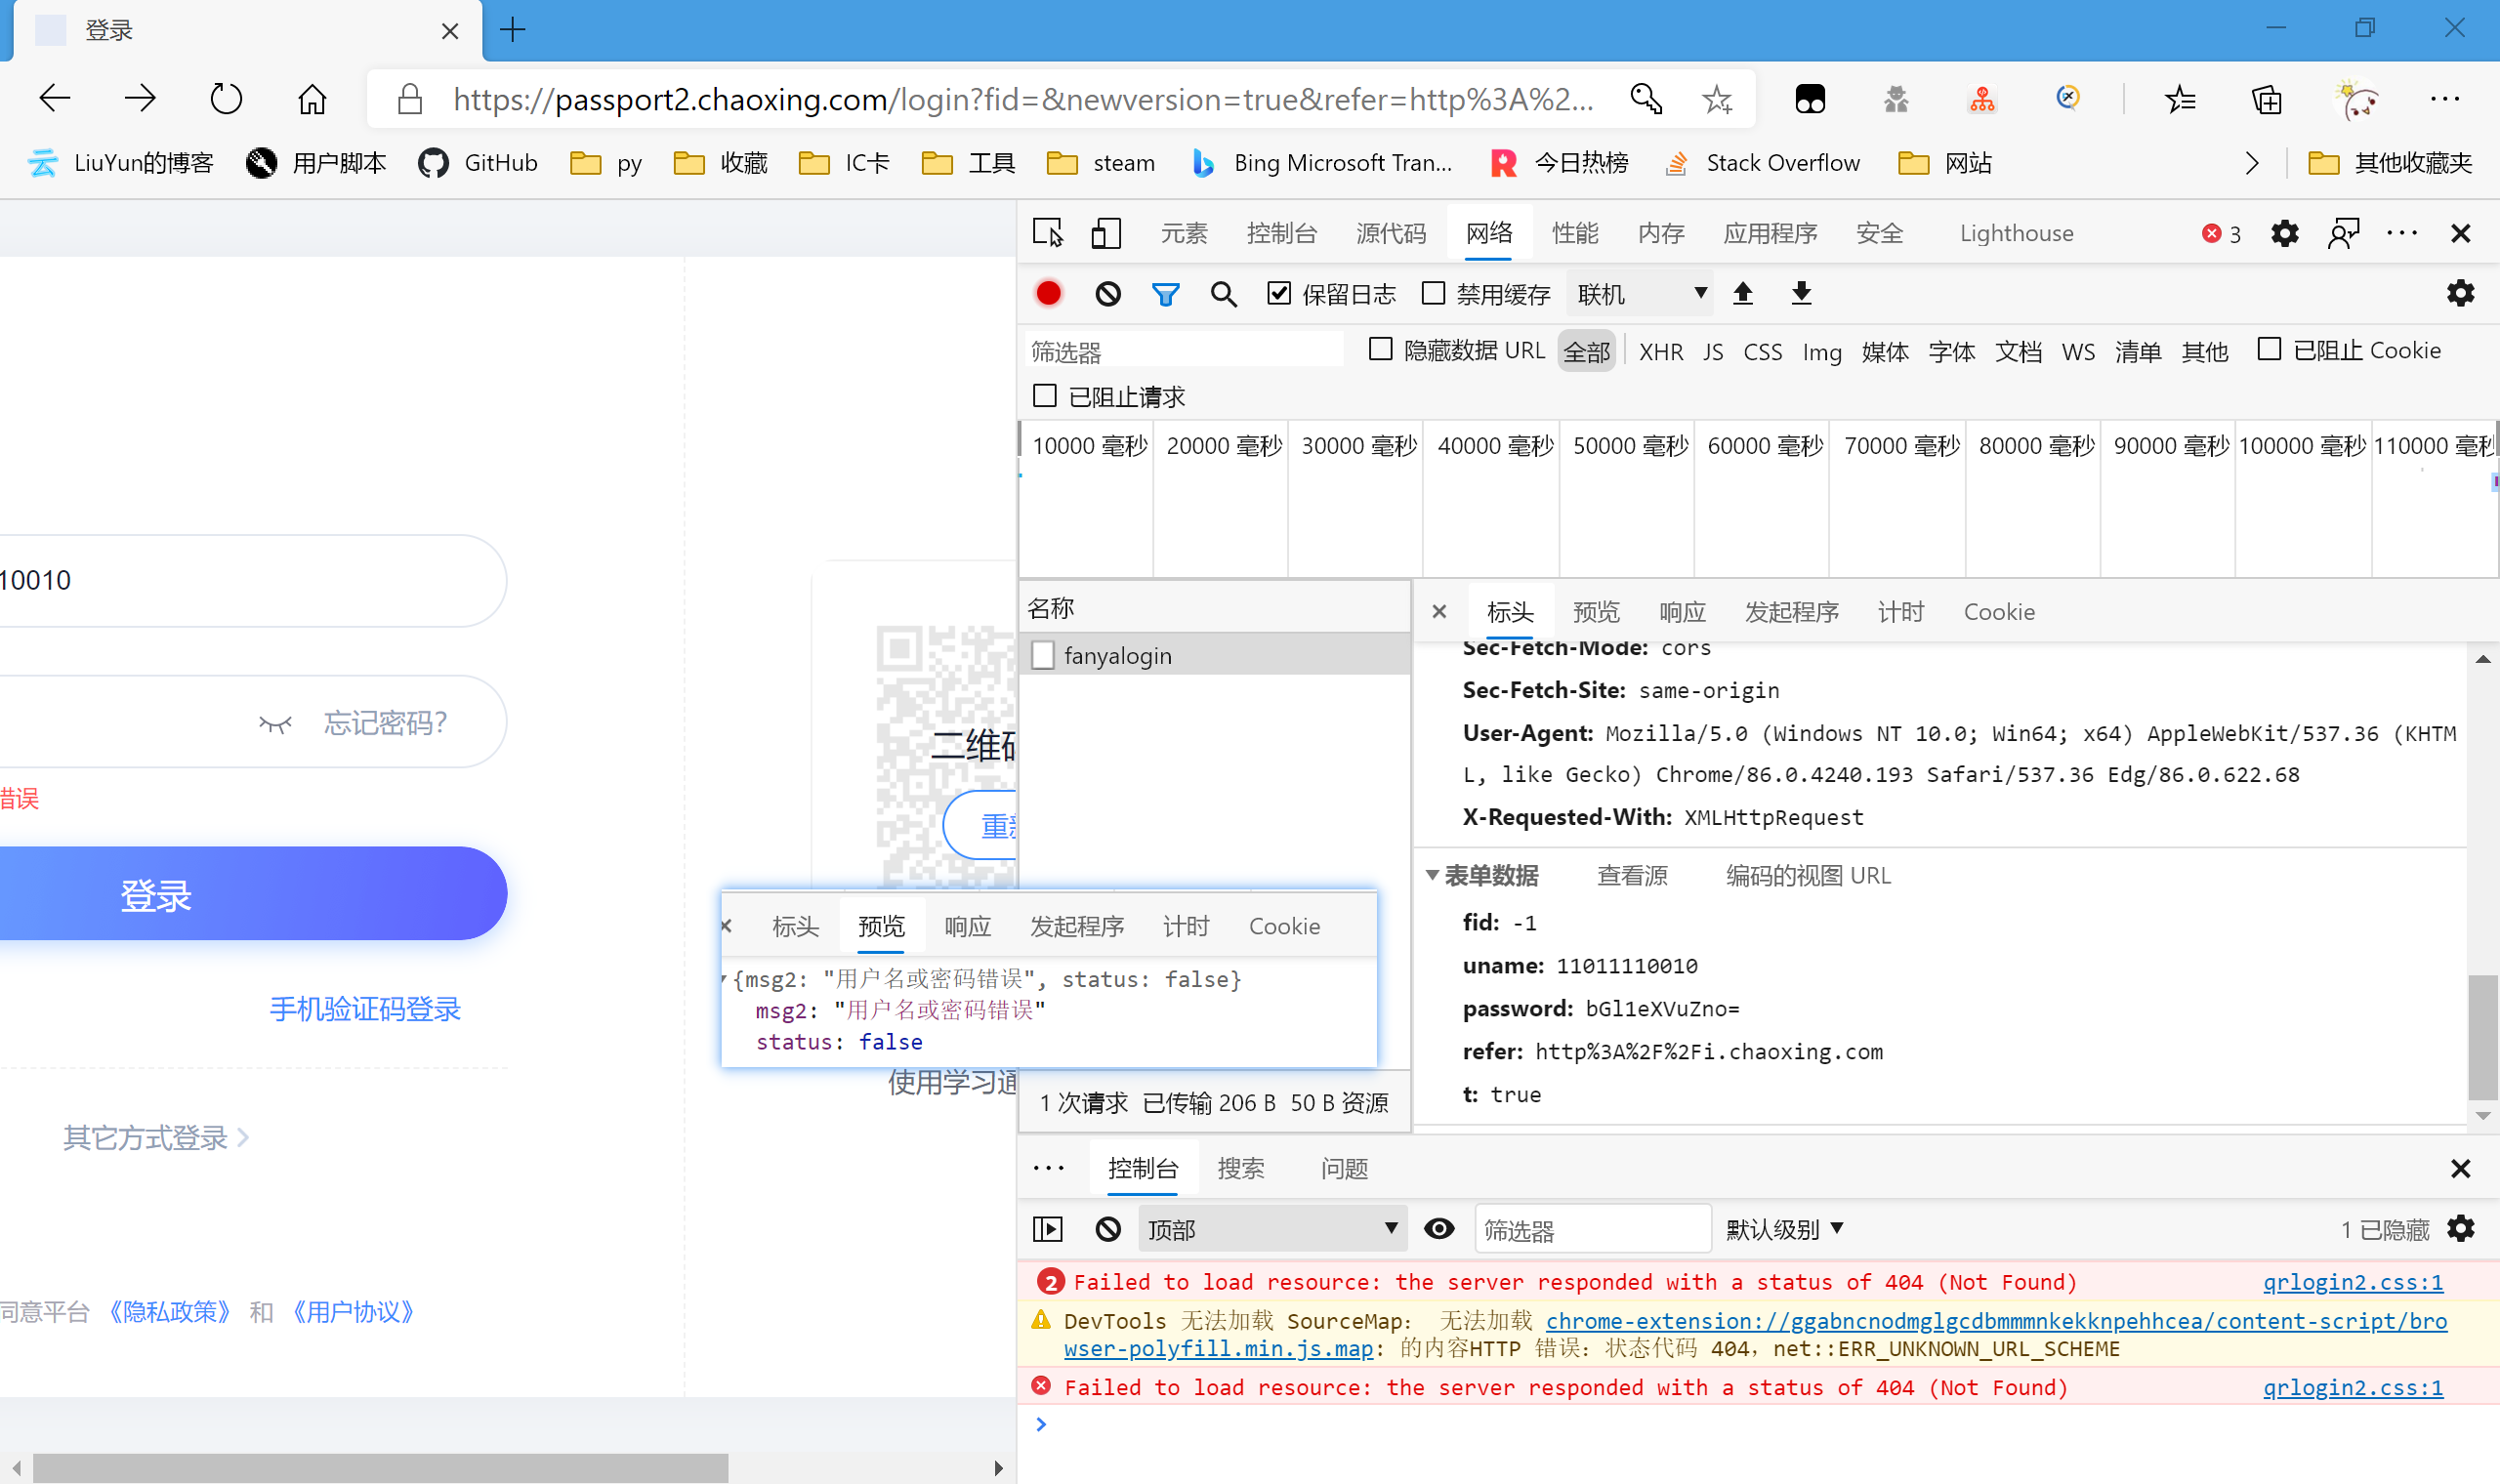 登录
https://passport2.chaoxing.com/login?fid=&newversion=true&refer=http%3A%2...
LiuYun的博客 用户脚本 GitHub py 收藏 IC卡 工具 steam Bing Microsoft Tran... 今日热榜 Stack Overflow 网站 其他收藏夹
10010
忘记密码?
错误
登录
手机验证码登录
其它方式登录
同意平台 《隐私政策》 和 《用户协议》
二维码
重新
使用学习通
元素 控制台 源代码 网络 性能 内存 应用程序 安全 Lighthouse 3
保留日志 禁用缓存 联机
筛选器 隐藏数据 URL 全部 XHR JS CSS Img 媒体 字体 文档 WS 清单 其他 已阻止 Cookie
已阻止请求
10000 毫秒 20000 毫秒 30000 毫秒 40000 毫秒 50000 毫秒 60000 毫秒 70000 毫秒 80000 毫秒 90000 毫秒 100000 毫秒 110000 毫秒
名称
fanyalogin
标头 预览 响应 发起程序 计时 Cookie
Sec-Fetch-Mode: cors
Sec-Fetch-Site: same-origin
User-Agent: Mozilla/5.0 (Windows NT 10.0; Win64; x64) AppleWebKit/537.36 (KHTM
L, like Gecko) Chrome/86.0.4240.193 Safari/537.36 Edg/86.0.622.68
X-Requested-With: XMLHttpRequest
表单数据 查看源 编码的视图 URL
fid: -1
uname: 11011110010
password: bGl1eXVuZno=
refer: http%3A%2F%2Fi.chaoxing.com
t: true
标头 预览 响应 发起程序 计时 Cookie
{msg2: "用户名或密码错误", status: false}
msg2: "用户名或密码错误"
status: false
1 次请求 已传输 206 B 50 B 资源
控制台 搜索 问题
顶部 筛选器 默认级别 1 已隐藏
2 Failed to load resource: the server responded with a status of 404 (Not Found) qrlogin2.css:1
DevTools 无法加载 SourceMap: 无法加载 chrome-extension://ggabncnodmglgcdbmmmnkekknpehhcea/content-script/bro
wser-polyfill.min.js.map: 的内容HTTP 错误: 状态代码 404, net::ERR_UNKNOWN_URL_SCHEME
Failed to load resource: the server responded with a status of 404 (Not Found) qrlogin2.css:1